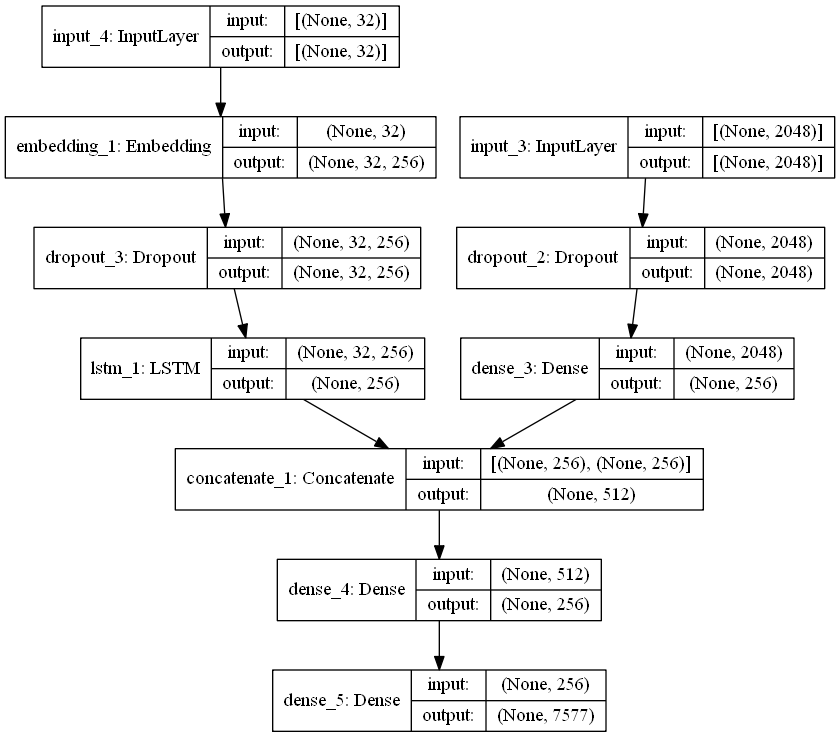 input_4: InputLayer
input:
[(None, 32)]
output:
[(None, 32)]
embedding_1: Embedding
input:
(None, 32)
output:
(None, 32, 256)
input_3: InputLayer
input:
[(None, 2048)]
output:
[(None, 2048)]
dropout_3: Dropout
input:
(None, 32, 256)
output:
(None, 32, 256)
dropout_2: Dropout
input:
(None, 2048)
output:
(None, 2048)
lstm_1: LSTM
input:
(None, 32, 256)
output:
(None, 256)
dense_3: Dense
input:
(None, 2048)
output:
(None, 256)
concatenate_1: Concatenate
input:
[(None, 256), (None, 256)]
output:
(None, 512)
dense_4: Dense
input:
(None, 512)
output:
(None, 256)
dense_5: Dense
input:
(None, 256)
output:
(None, 7577)